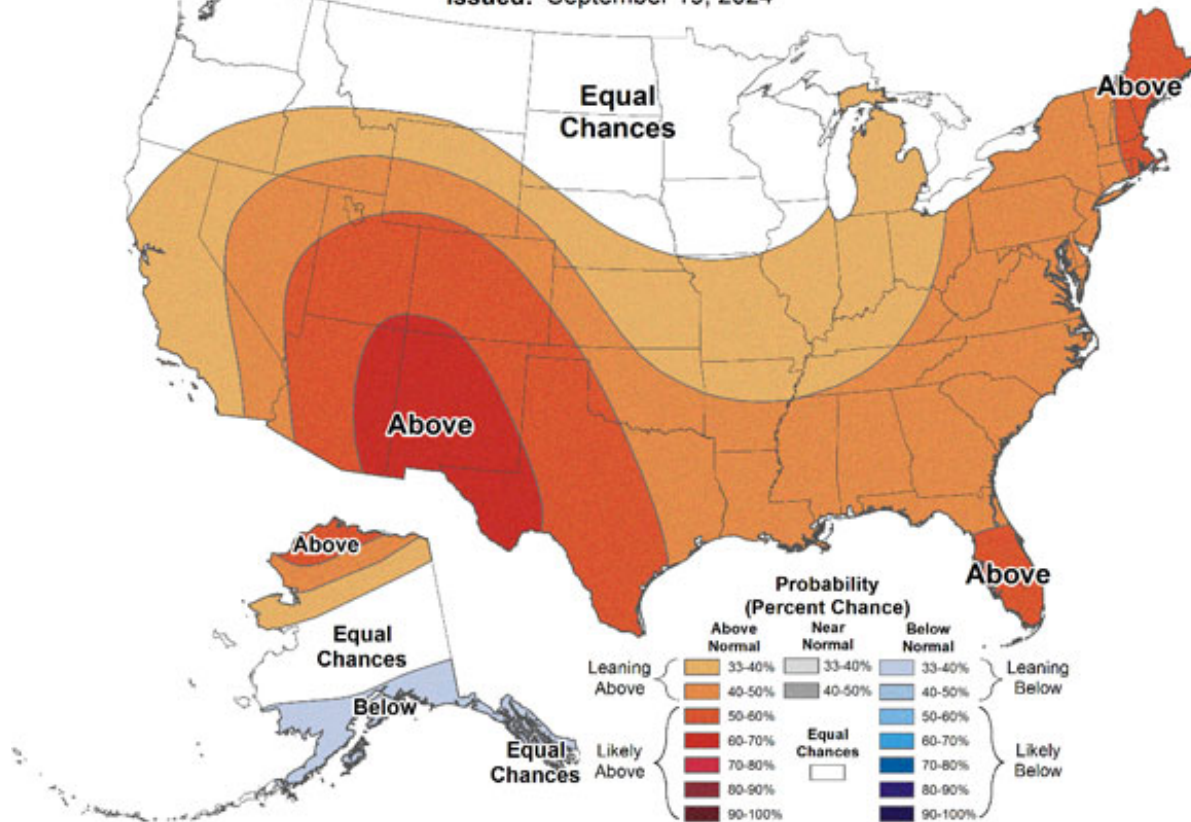 Issued: September 19, 2024
Equal
Chances
Above
Above
Above
Above
Equal
Chances
Below
Equal
Chances
Probability
(Percent Chance)
Above
Normal
Near
Normal
Below
Normal
Leaning
Above
33-40%
40-50%
33-40%
40-50%
33-40%
40-50%
Leaning
Below
Likely
Above
50-60%
60-70%
70-80%
80-90%
90-100%
Equal
Chances
50-60%
60-70%
70-80%
80-90%
90-100%
Likely
Below